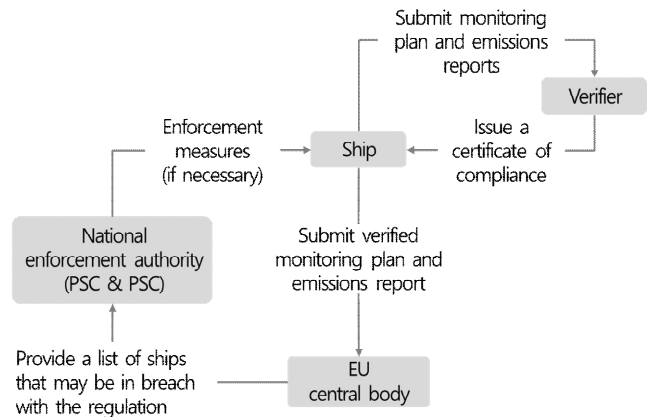 Submit monitoring
plan and emissions
reports
Verifier
Enforcement
measures
(if necessary)
Ship
Issue a
certificate of
compliance
National
enforcement authority
(PSC & PSC)
Submit verified
monitoring plan and
emissions report
Provide a list of ships
that may be in breach
with the regulation
EU
central body